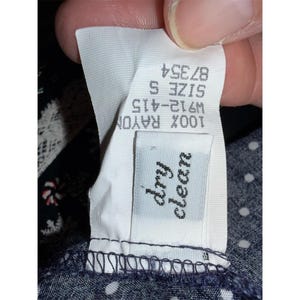 100% RAYON
W912-415
SIZE S
87354
dry
clean